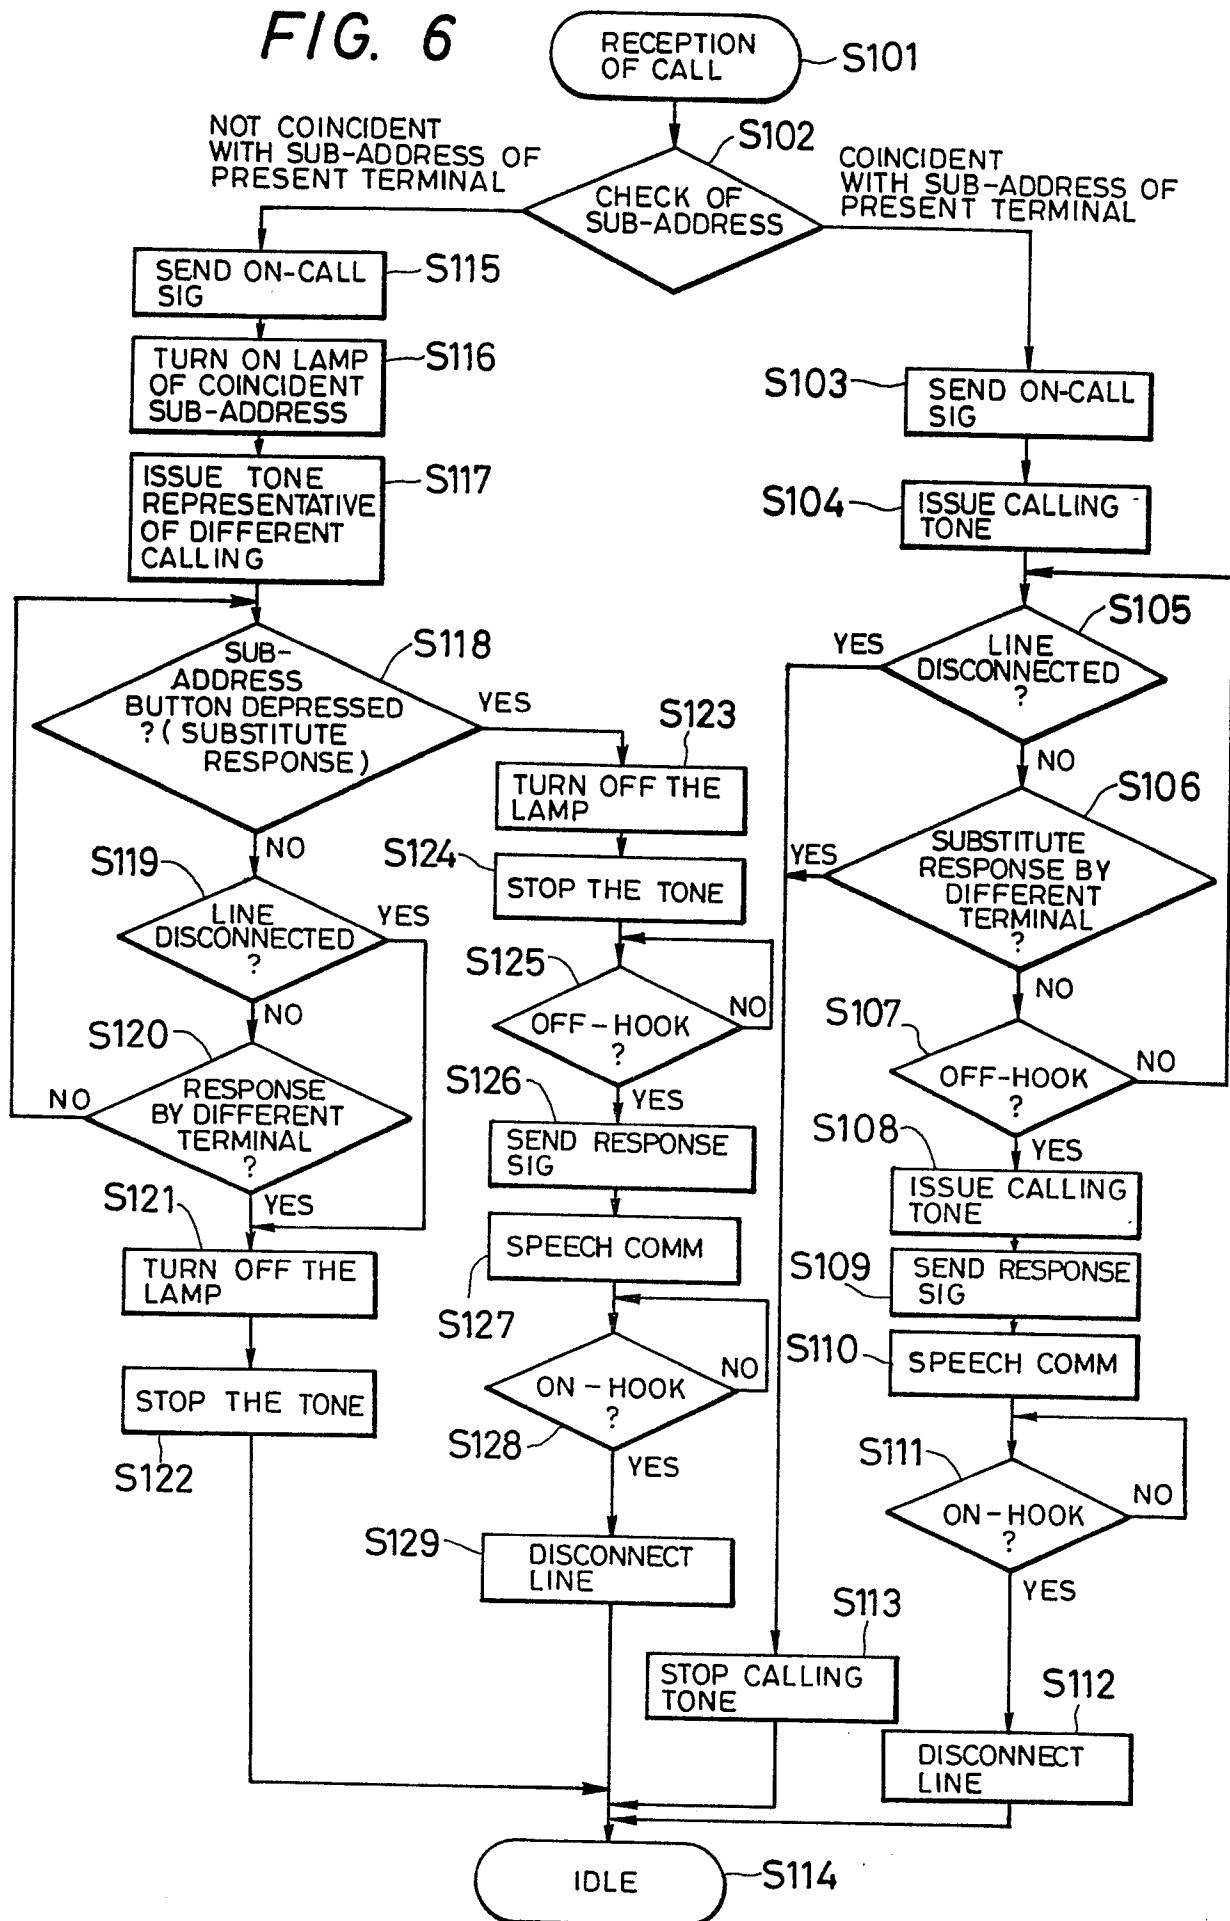 FIG. 6
RECEPTION
OF CALL
S101
NOT COINCIDENT
WITH SUB-ADDRESS OF
PRESENT TERMINAL
S102
CHECK OF
SUB-ADDRESS
COINCIDENT
WITH SUB-ADDRESS OF
PRESENT TERMINAL
SEND ON-CALL
SIG
S115
TURN ON LAMP
OF COINCIDENT
SUB-ADDRESS
S116
ISSUE TONE
REPRESENTATIVE
OF DIFFERENT
CALLING
S117
SUB-
ADDRESS
BUTTON DEPRESSED
? (SUBSTITUTE
RESPONSE)
S118
YES
NO
S119
LINE
DISCONNECTED
?
YES
NO
S120
RESPONSE
BY DIFFERENT
TERMINAL
?
NO
YES
S121
TURN OFF THE
LAMP
STOP THE TONE
S122
S123
TURN OFF THE
LAMP
S124
STOP THE TONE
S125
OFF-HOOK
?
NO
YES
S126
SEND RESPONSE
SIG
SPEECH COMM
S127
ON-HOOK
?
NO
S128
YES
S129
DISCONNECT
LINE
S103
SEND ON-CALL
SIG
S104
ISSUE CALLING
TONE
S105
YES
LINE
DISCONNECTED
?
NO
S106
YES
SUBSTITUTE
RESPONSE BY
DIFFERENT
TERMINAL
?
NO
S107
OFF-HOOK
?
NO
YES
S108
ISSUE CALLING
TONE
S109
SEND RESPONSE
SIG
S110
SPEECH COMM
S111
ON-HOOK
?
NO
YES
S113
STOP CALLING
TONE
S112
DISCONNECT
LINE
IDLE
S114